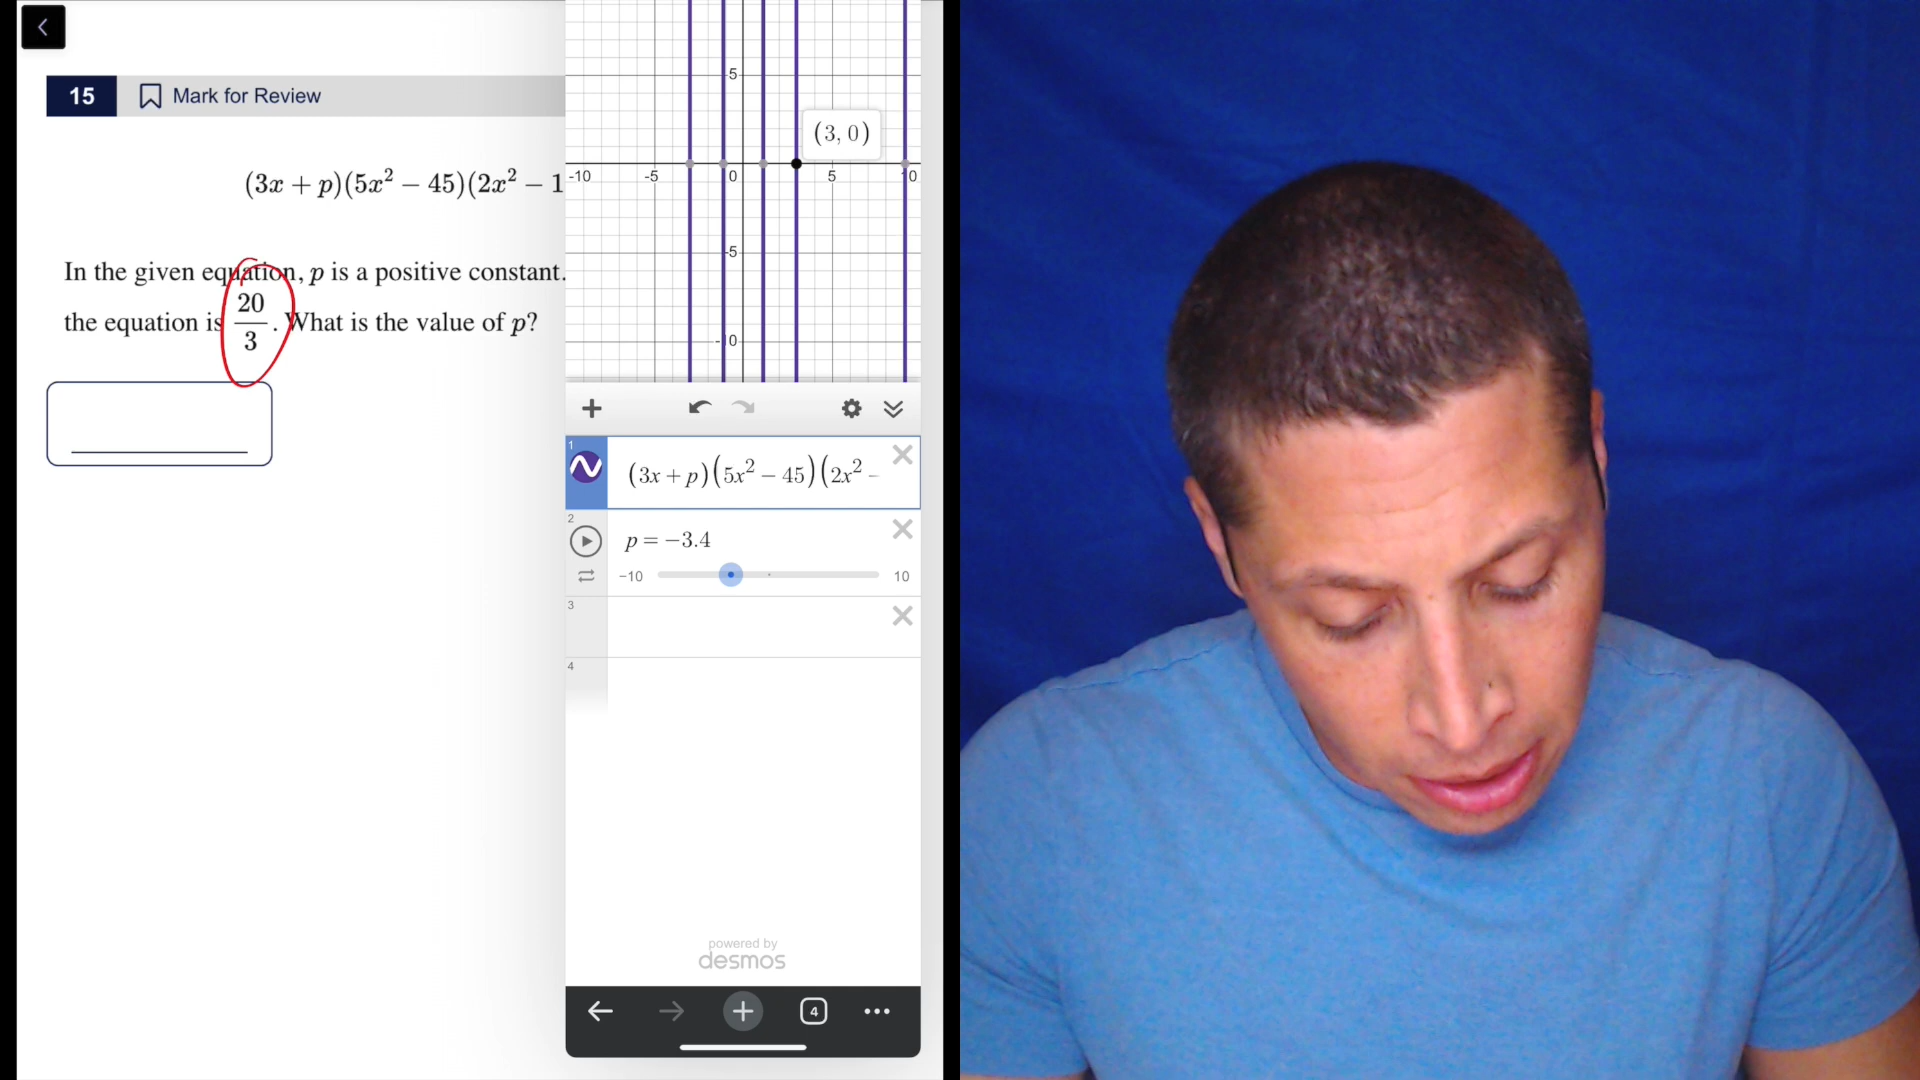 15 Mark for Review
(3x + p)(5x² − 45)(2x² − 1
In the given equation, p is a positive constant.
the equation is 20/3. What is the value of p?
(3, 0)
5
-10 -5 0 5 10
-5
-10
1
(3x + p)(5x² − 45)(2x² −
2
p = −3.4
−10 10
3
4
powered by
desmos
4